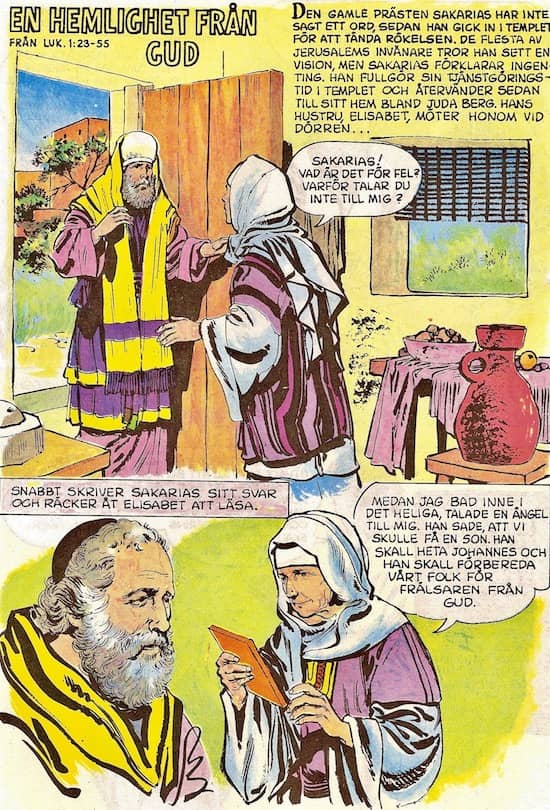 EN HEMLIGHET FRÅN
GUD
FRÅN LUK. 1:23-55
DEN GAMLE PRÄSTEN SAKARIAS HAR INTE
SAGT ETT ORD, SEDAN HAN GICK IN I TEMPLET
FÖR ATT TÄNDA RÖKELSEN. DE FLESTA AV
JERUSALEMS INVÅNARE TROR HAN SETT EN
VISION, MEN SAKARIAS FÖRKLARAR INGEN-
TING. HAN FULLGÖR SIN TJÄNSTGÖRINGS-
TID I TEMPLET OCH ÅTERVÄNDER SEDAN
TILL SITT HEM BLAND JUDA BERG. HANS
HUSTRU, ELISABET, MÖTER HONOM VID
DÖRREN...
SAKARIAS!
VAD ÄR DET FÖR FEL?
VARFÖR TALAR DU
INTE TILL MIG?
SNABBT SKRIVER SAKARIAS SITT SVAR
OCH RÄCKER ÅT ELISABET ATT LÄSA.
MEDAN JAG BAD INNE I
DET HELIGA, TALADE EN ÄNGEL
TILL MIG. HAN SADE, ATT VI
SKULLE FÅ EN SON. HAN
SKALL HETA JOHANNES OCH
HAN SKALL FÖRBEREDA
VÅRT FOLK FÖR
FRÄLSAREN FRÅN
GUD.